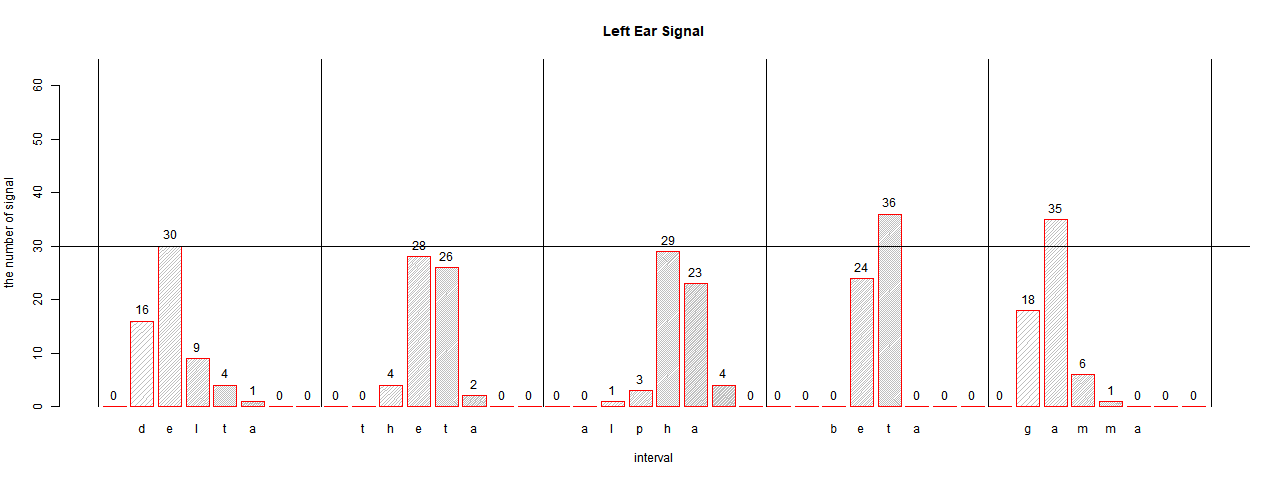 Left Ear Signal
the number of signal
60
50
40
30
20
10
0
0 16 30 9 4 1 0 0
0 0 4 28 26 2 0 0
0 0 1 3 29 23 4 0
0 0 0 24 36 0 0 0
0 18 35 6 1 0 0 0
d e l t a t h e t a a l p h a b e t a g a m m a
interval